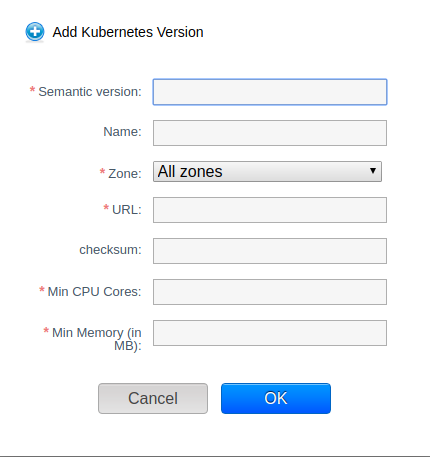 Add Kubernetes Version
* Semantic version:
Name:
* Zone: All zones
* URL:
checksum:
* Min CPU Cores:
* Min Memory (in
MB):
Cancel OK